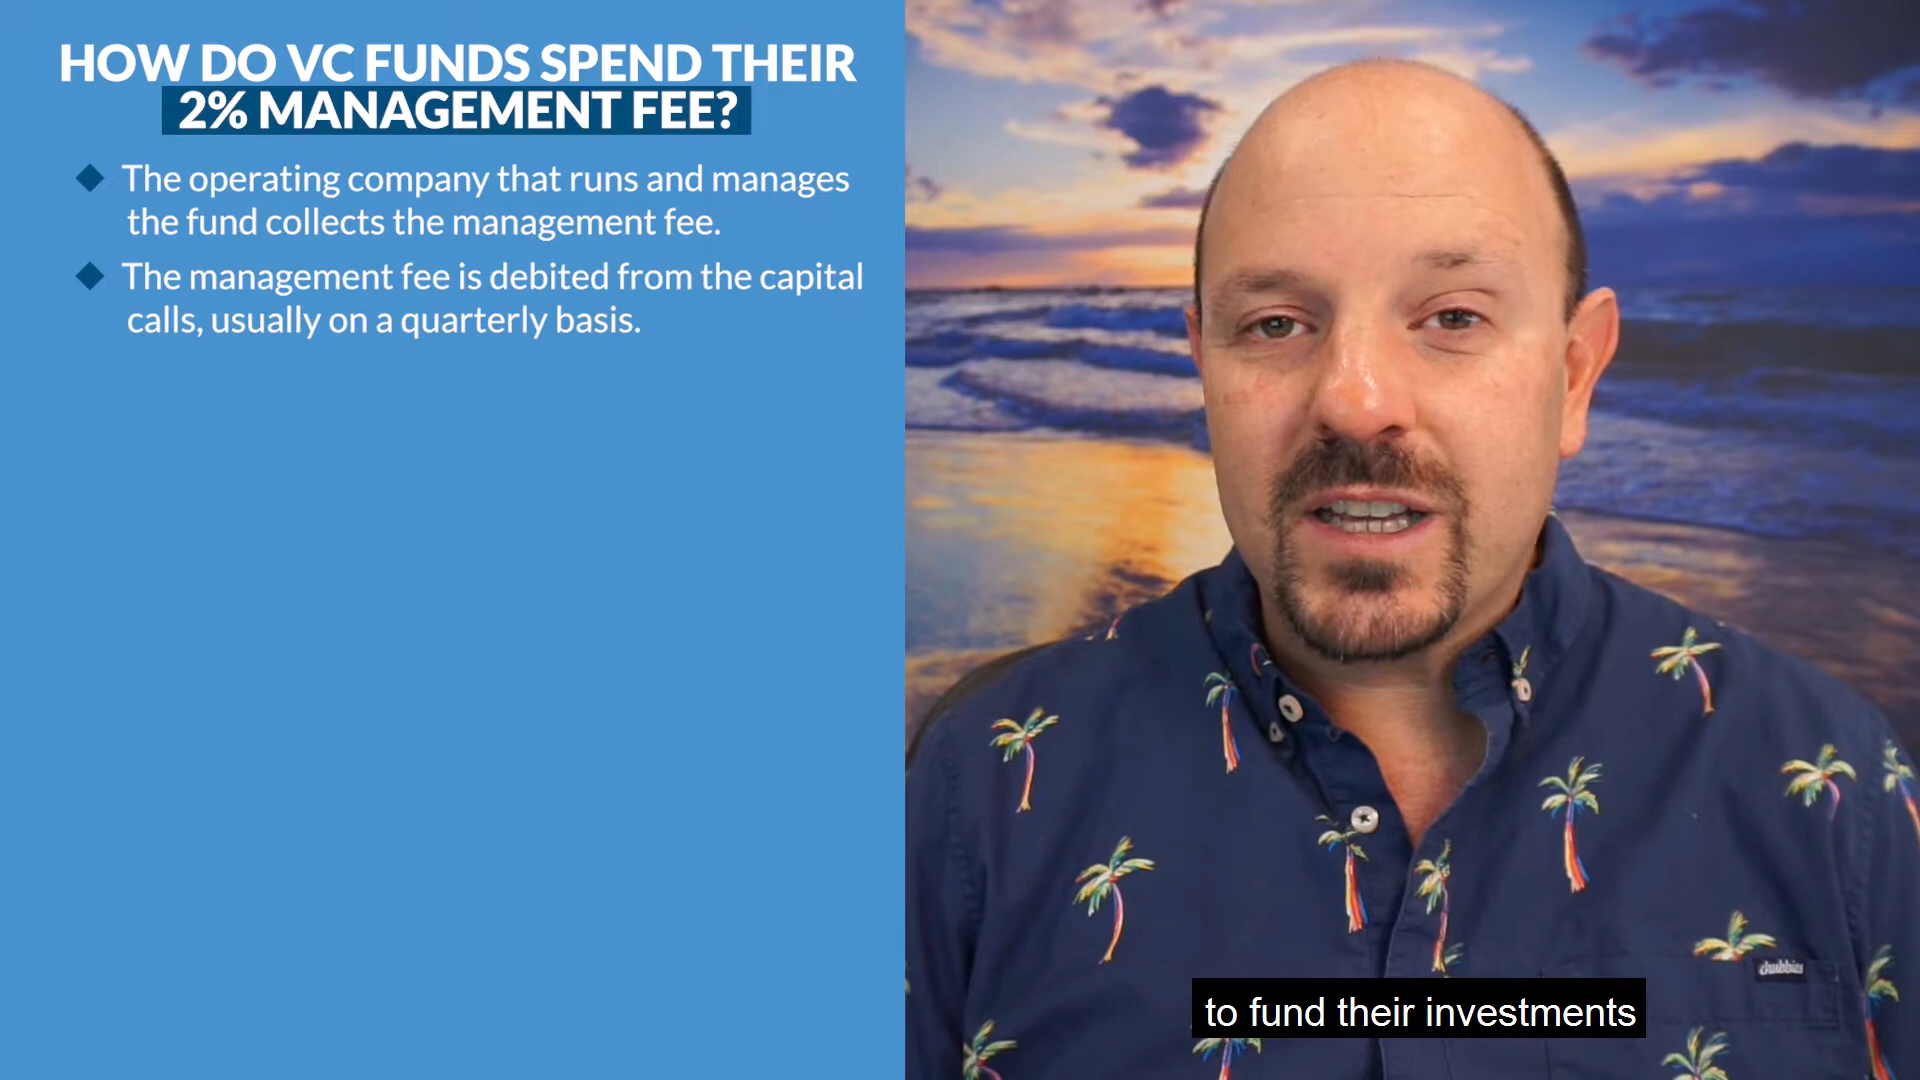 HOW DO VC FUNDS SPEND THEIR
2% MANAGEMENT FEE?
The operating company that runs and manages
the fund collects the management fee.
The management fee is debited from the capital
calls, usually on a quarterly basis.
chubbies
to fund their investments